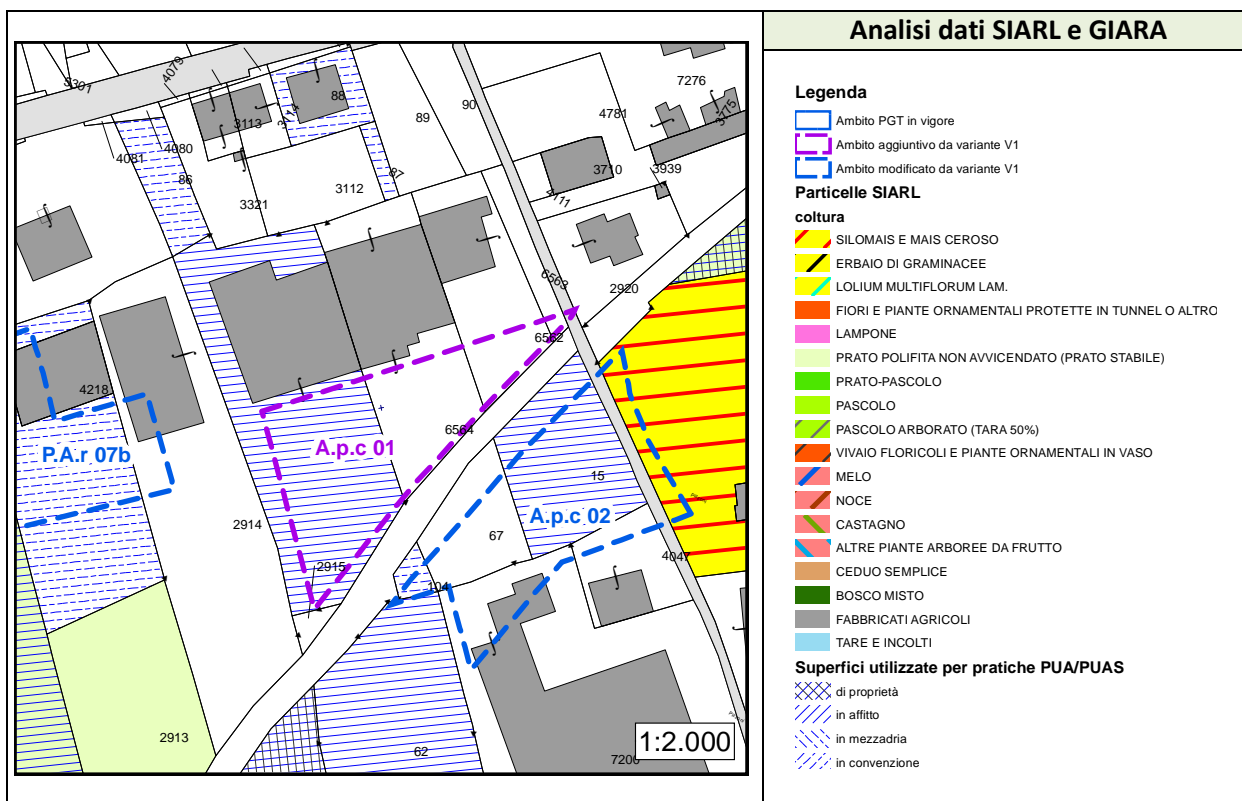 Analisi dati SIARL e GIARA
Legenda
Ambito PGT in vigore
Ambito aggiuntivo da variante V1
Ambito modificato da variante V1
Particelle SIARL
coltura
SILOMAIS E MAIS CEROSO
ERBAIO DI GRAMINACEE
LOLIUM MULTIFLORUM LAM.
FIORI E PIANTE ORNAMENTALI PROTETTE IN TUNNEL O ALTRO
LAMPONE
PRATO POLIFITA NON AVVICENDATO (PRATO STABILE)
PRATO-PASCOLO
PASCOLO
PASCOLO ARBORATO (TARA 50%)
VIVAIO FLORICOLI E PIANTE ORNAMENTALI IN VASO
MELO
NOCE
CASTAGNO
ALTRE PIANTE ARBOREE DA FRUTTO
CEDUO SEMPLICE
BOSCO MISTO
FABBRICATI AGRICOLI
TARE E INCOLTI
Superfici utilizzate per pratiche PUA/PUAS
di proprietà
in affitto
in mezzadria
in convenzione
5301
4079
3113
3114
88
89
90
4781
7276
3775
4081
4080
86
3321
3112
87
3710
3939
4111
6563
2920
6562
4218
P.A.r 07b
A.p.c 01
6564
15
A.p.c 02
2914
67
2915
104
4047
2913
62
7200
1:2.000